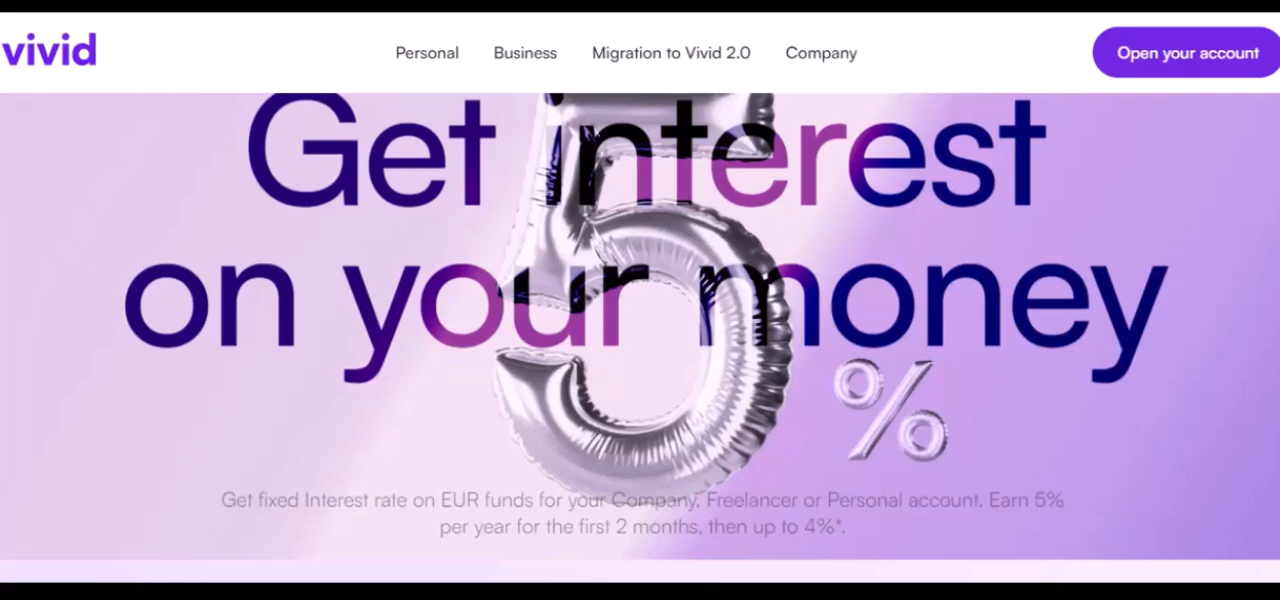 vivid
Personal Business Migration to Vivid 2.0 Company
Open your account
Get interest
on your money
5
%
Get fixed Interest rate on EUR funds for your Company, Freelancer or Personal account. Earn 5%
per year for the first 2 months, then up to 4%*.